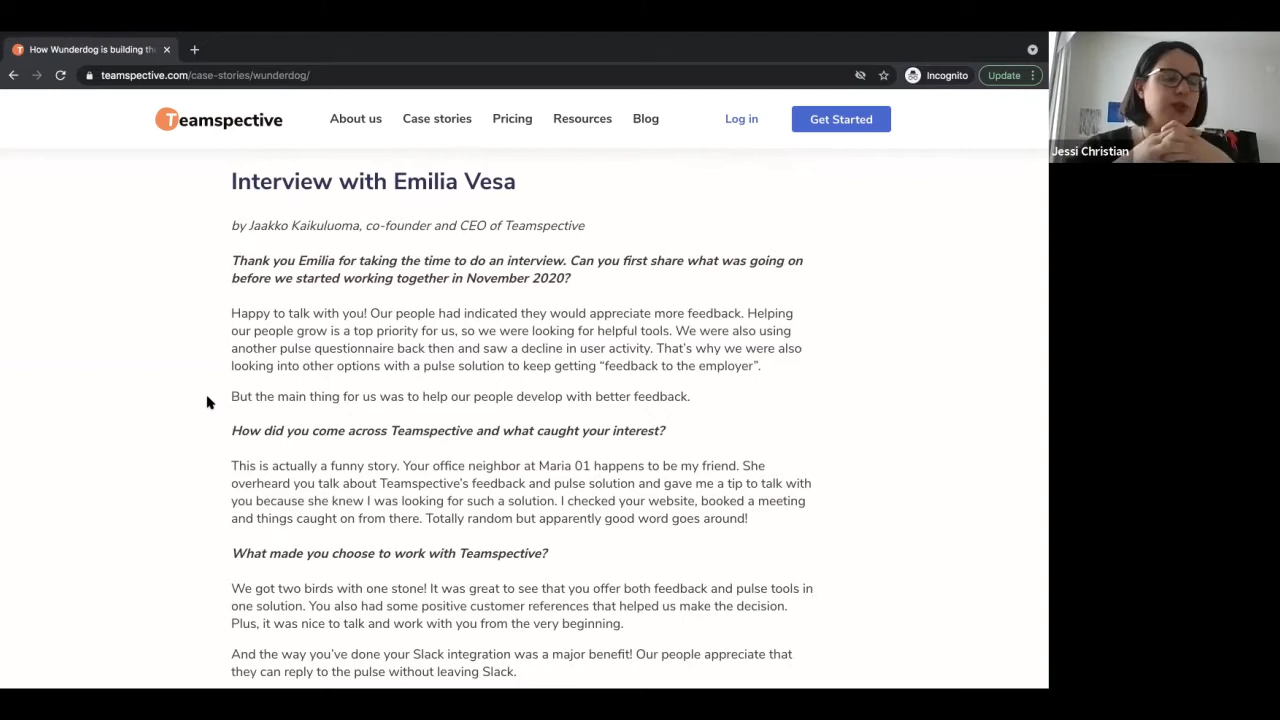 How Wunderdog is building the
teamspective.com/case-stories/wunderdog/
Incognito
Update
Teamspective
About us
Case stories
Pricing
Resources
Blog
Log in
Get Started
Jessi Christian
Interview with Emilia Vesa
by Jaakko Kaikuluoma, co-founder and CEO of Teamspective
Thank you Emilia for taking the time to do an interview. Can you first share what was going on
before we started working together in November 2020?
Happy to talk with you! Our people had indicated they would appreciate more feedback. Helping
our people grow is a top priority for us, so we were looking for helpful tools. We were also using
another pulse questionnaire back then and saw a decline in user activity. That’s why we were also
looking into other options with a pulse solution to keep getting “feedback to the employer”.
But the main thing for us was to help our people develop with better feedback.
How did you come across Teamspective and what caught your interest?
This is actually a funny story. Your office neighbor at Maria 01 happens to be my friend. She
overheard you talk about Teamspective’s feedback and pulse solution and gave me a tip to talk with
you because she knew I was looking for such a solution. I checked your website, booked a meeting
and things caught on from there. Totally random but apparently good word goes around!
What made you choose to work with Teamspective?
We got two birds with one stone! It was great to see that you offer both feedback and pulse tools in
one solution. You also had some positive customer references that helped us make the decision.
Plus, it was nice to talk and work with you from the very beginning.
And the way you’ve done your Slack integration was a major benefit! Our people appreciate that
they can reply to the pulse without leaving Slack.